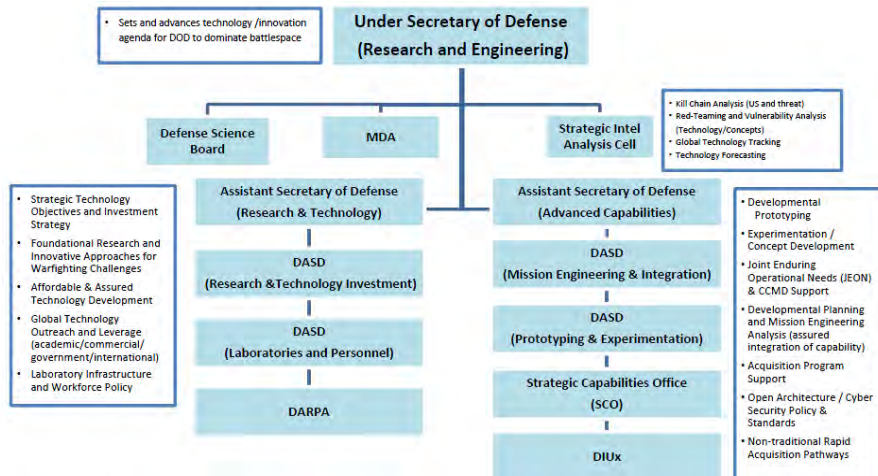 • Sets and advances technology /innovation
agenda for DOD to dominate battlespace
Under Secretary of Defense
(Research and Engineering)
Defense Science
Board
MDA
Strategic Intel
Analysis Cell
• Kill Chain Analysis (US and threat)
• Red-Teaming and Vulnerability Analysis
(Technology/Concepts)
• Global Technology Tracking
• Technology Forecasting
• Strategic Technology
Objectives and Investment
Strategy
• Foundational Research and
Innovative Approaches for
Warfighting Challenges
• Affordable & Assured
Technology Development
• Global Technology
Outreach and Leverage
(academic/commercial/
government/international)
• Laboratory Infrastructure
and Workforce Policy
Assistant Secretary of Defense
(Research & Technology)
DASD
(Research &Technology Investment)
DASD
(Laboratories and Personnel)
DARPA
Assistant Secretary of Defense
(Advanced Capabilities)
DASD
(Mission Engineering & Integration)
DASD
(Prototyping & Experimentation)
Strategic Capabilities Office
(SCO)
DIUx
• Developmental
Prototyping
• Experimentation /
Concept Development
• Joint Enduring
Operational Needs (JEON)
& CCMD Support
• Developmental Planning
and Mission Engineering
Analysis (assured
integration of capability)
• Acquisition Program
Support
• Open Architecture / Cyber
Security Policy &
Standards
• Non-traditional Rapid
Acquisition Pathways